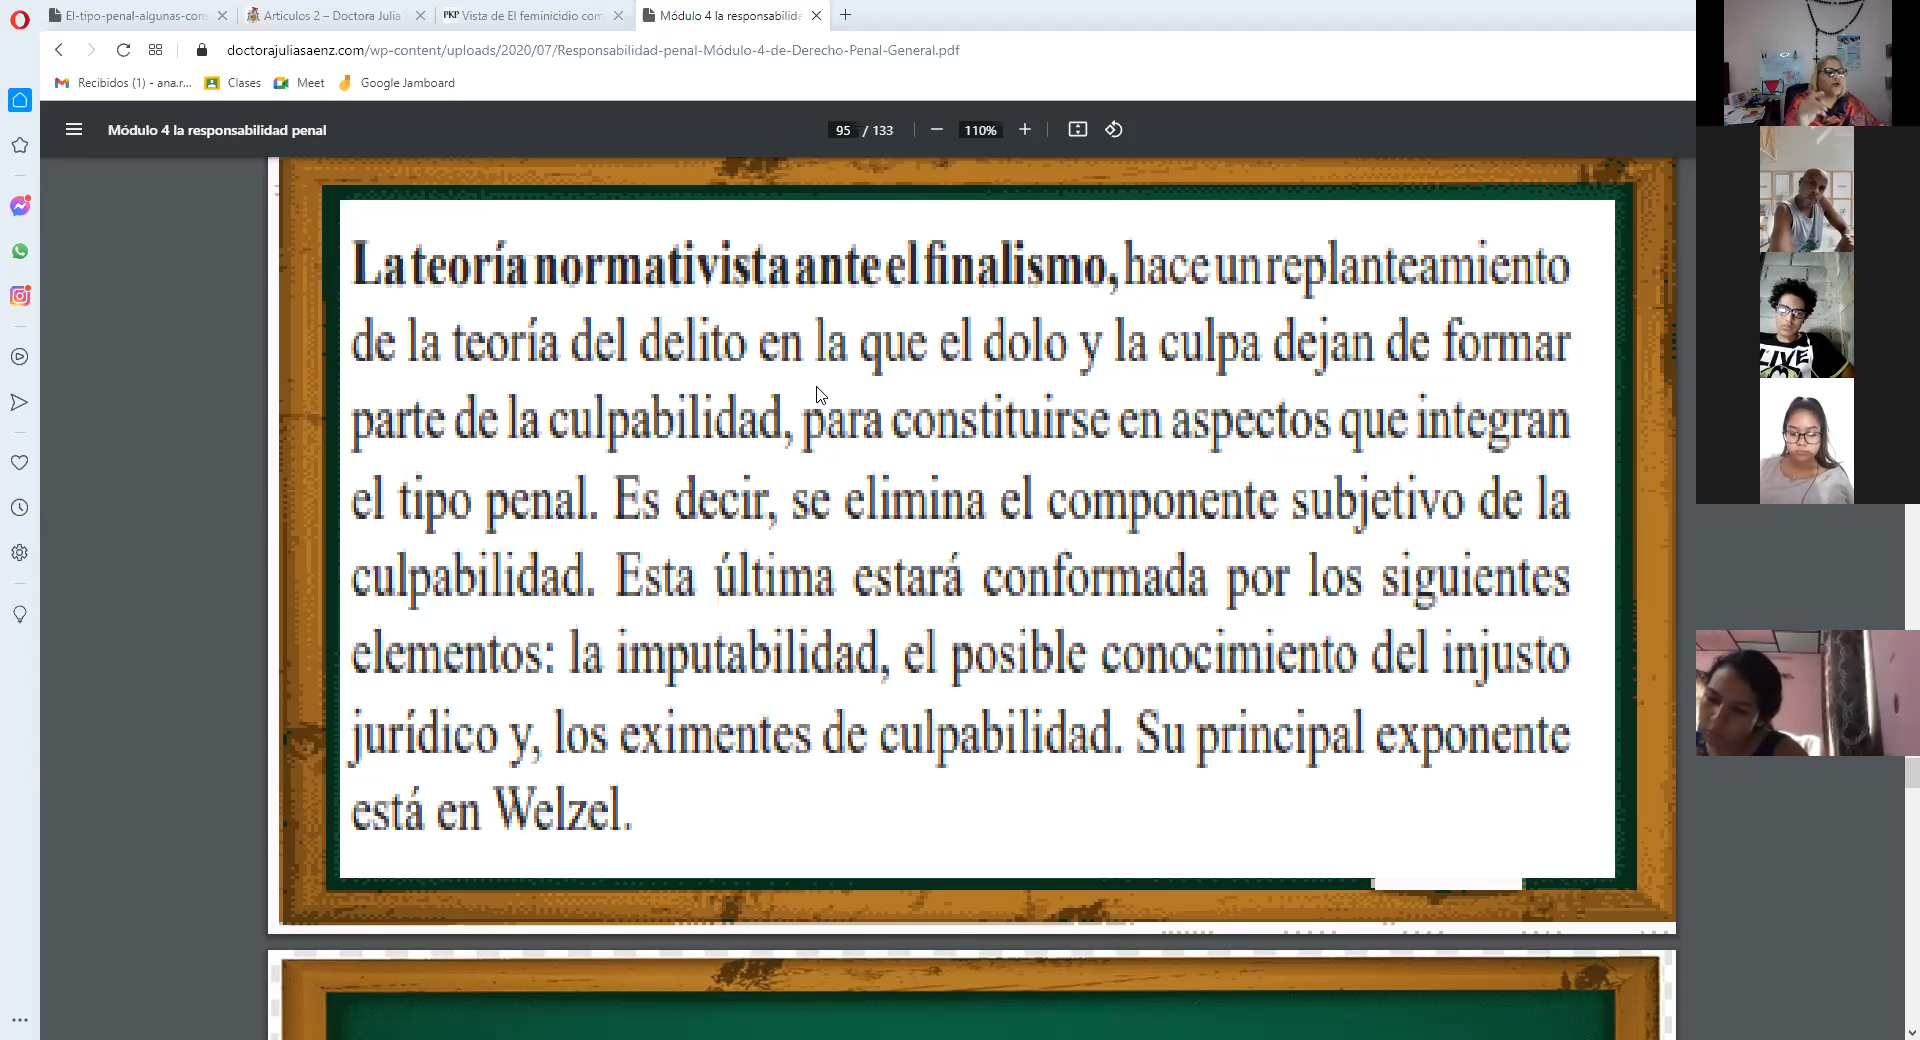 El-tipo-penal-algunas-con
Articulos 2 – Doctora Julia
PKP Vista de El feminicidio com
Módulo 4 la responsabilida
doctorajuliasaenz.com/wp-content/uploads/2020/07/Responsabilidad-penal-Módulo-4-de-Derecho-Penal-General.pdf
Recibidos (1) - ana.r... Clases Meet Google Jamboard
Módulo 4 la responsabilidad penal 95 / 133 110%
La teoría normativista ante el finalismo, hace un replanteamiento
de la teoría del delito en la que el dolo y la culpa dejan de formar
parte de la culpabilidad, para constituirse en aspectos que integran
el tipo penal. Es decir, se elimina el componente subjetivo de la
culpabilidad. Esta última estará conformada por los siguientes
elementos: la imputabilidad, el posible conocimiento del injusto
jurídico y, los eximentes de culpabilidad. Su principal exponente
está en Welzel.
LIVE